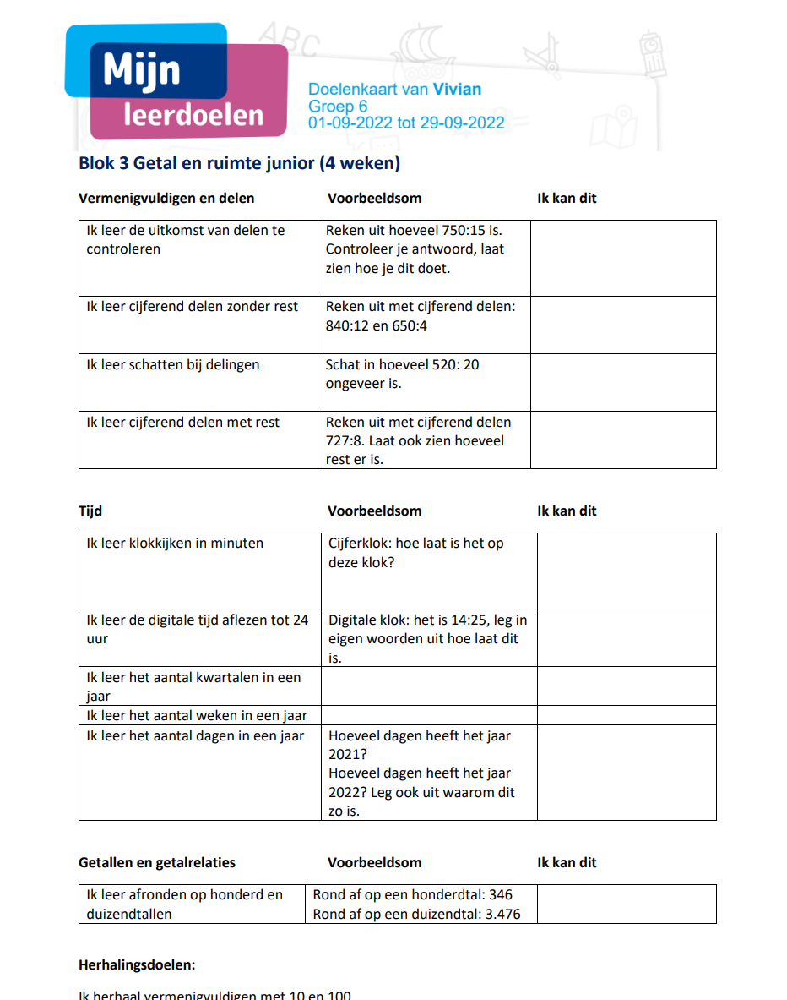 ABC
Mijn
leerdoelen
Doelenkaart van Vivian
Groep 6
01-09-2022 tot 29-09-2022
Blok 3 Getal en ruimte junior (4 weken)
Vermenigvuldigen en delen Voorbeeldsom Ik kan dit
Ik leer de uitkomst van delen te
controleren
Reken uit hoeveel 750:15 is.
Controleer je antwoord, laat
zien hoe je dit doet.
Ik leer cijferend delen zonder rest
Reken uit met cijferend delen:
840:12 en 650:4
Ik leer schatten bij delingen
Schat in hoeveel 520: 20
ongeveer is.
Ik leer cijferend delen met rest
Reken uit met cijferend delen
727:8. Laat ook zien hoeveel
rest er is.
Tijd Voorbeeldsom Ik kan dit
Ik leer klokkijken in minuten
Cijferklok: hoe laat is het op
deze klok?
Ik leer de digitale tijd aflezen tot 24
uur
Digitale klok: het is 14:25, leg in
eigen woorden uit hoe laat dit
is.
Ik leer het aantal kwartalen in een
jaar
Ik leer het aantal weken in een jaar
Ik leer het aantal dagen in een jaar
Hoeveel dagen heeft het jaar
2021?
Hoeveel dagen heeft het jaar
2022? Leg ook uit waarom dit
zo is.
Getallen en getalrelaties Voorbeeldsom Ik kan dit
Ik leer afronden op honderd en
duizendtallen
Rond af op een honderdtal: 346
Rond af op een duizendtal: 3.476
Herhalingsdoelen:
Ik herhaal vermenigvuldigen met 10 en 100